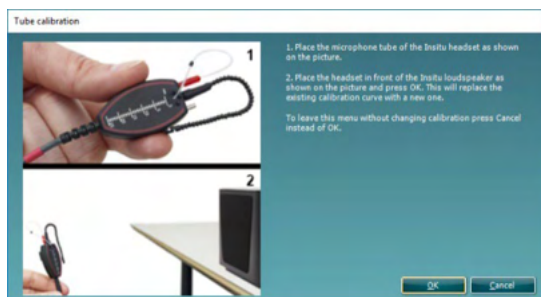 Tube calibration
1
1. Place the microphone tube of the Insitu headset as shown
on the picture.
2. Place the headset in front of the Insitu loudspeaker as
shown on the picture and press OK. This will replace the
existing calibration curve with a new one.
To leave this menu without changing calibration press Cancel
instead of OK.
2
OK
Cancel